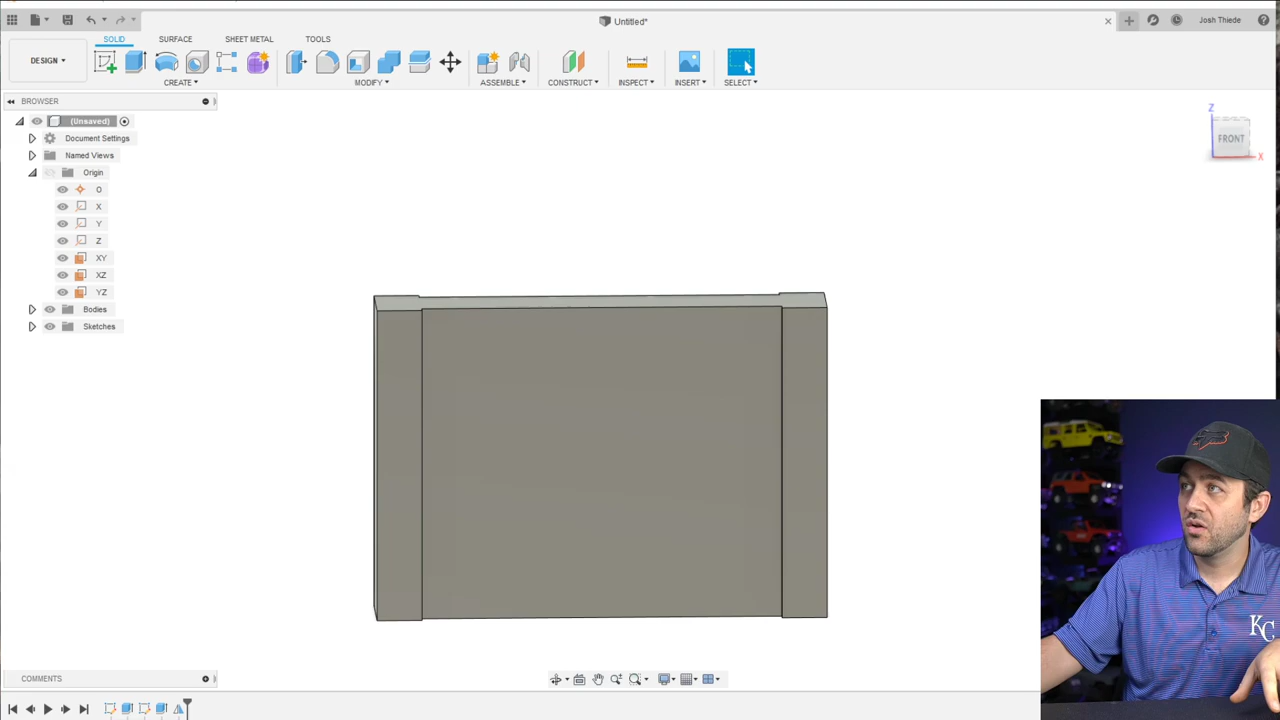 Untitled*
Josh Thiede
DESIGN
SOLID
SURFACE
SHEET METAL
TOOLS
CREATE
MODIFY
ASSEMBLE
CONSTRUCT
INSPECT
INSERT
SELECT
BROWSER
(Unsaved)
Document Settings
Named Views
Origin
O
X
Y
Z
XY
XZ
YZ
Bodies
Sketches
Z
FRONT
X
KC
COMMENTS